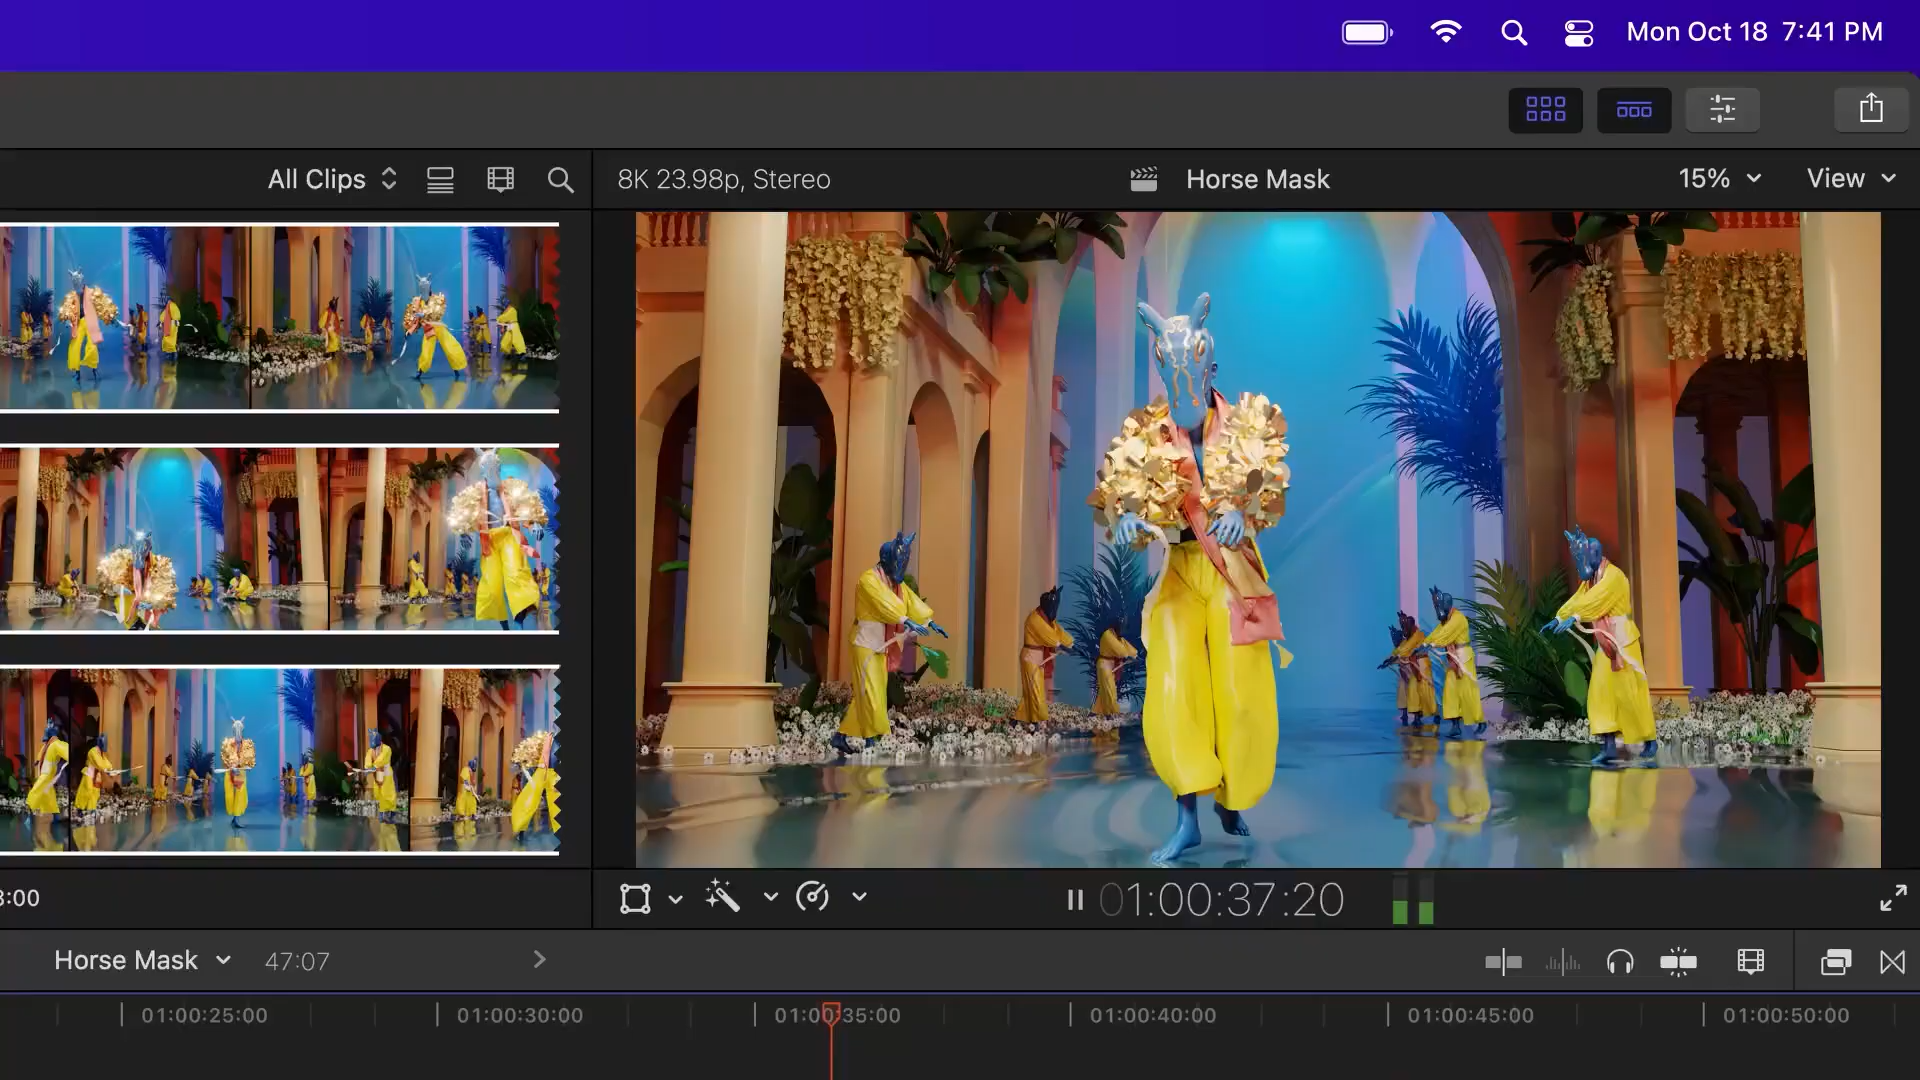 Mon Oct 18 7:41 PM
All Clips
8K 23.98p, Stereo
Horse Mask
15%
View
3:00
01:00:37:20
Horse Mask
47:07
01:00:25:00
01:00:30:00
01:00:35:00
01:00:40:00
01:00:45:00
01:00:50:00